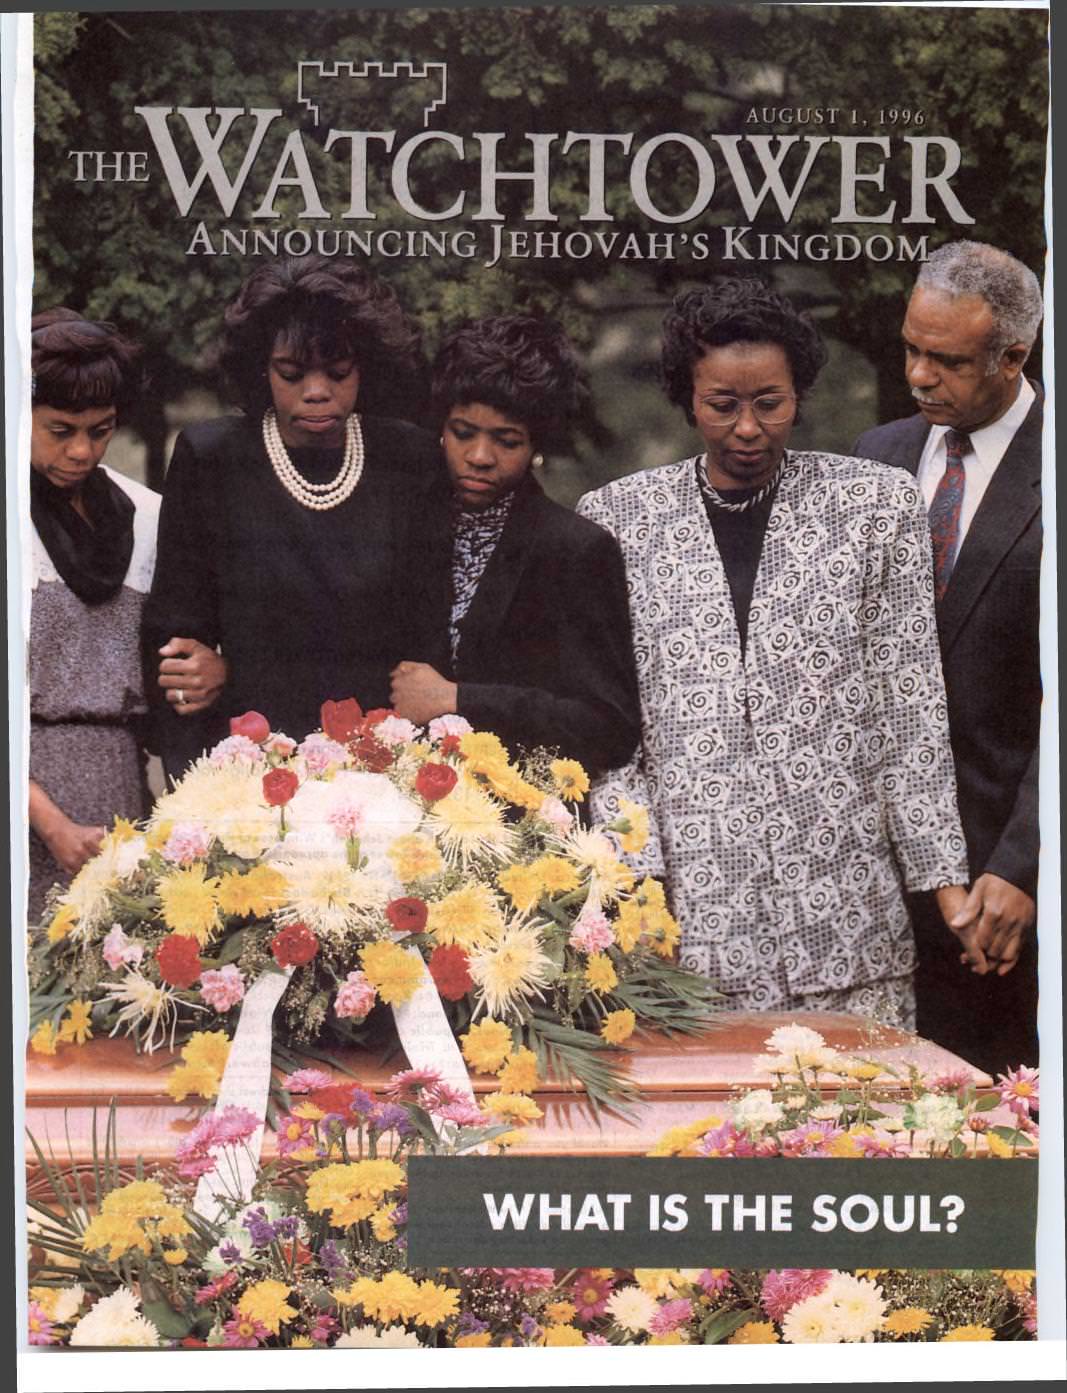 AUGUST 1, 1996
THE WATCHTOWER
ANNOUNCING JEHOVAH'S KINGDOM
WHAT IS THE SOUL?